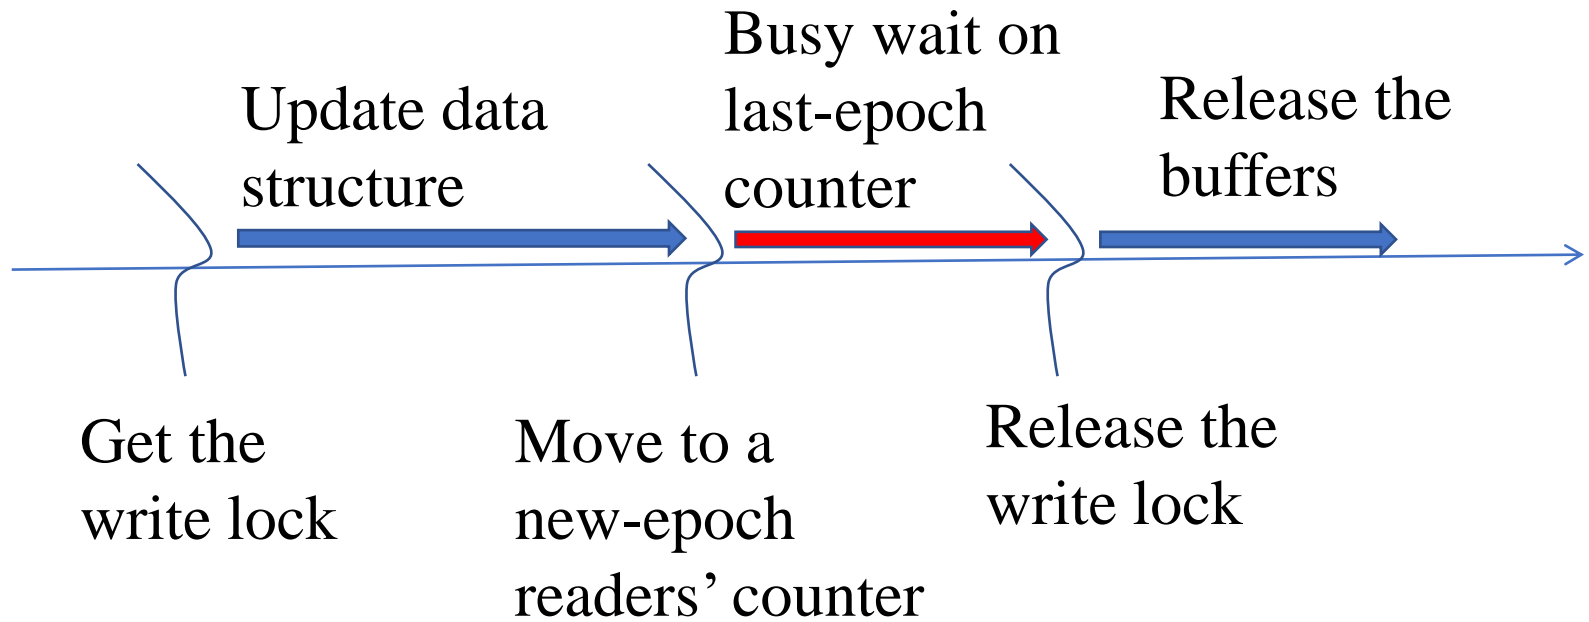 Busy wait on
last-epoch
counter
Update data
structure
Release the
buffers
Get the
write lock
Move to a
new-epoch
readers’ counter
Release the
write lock